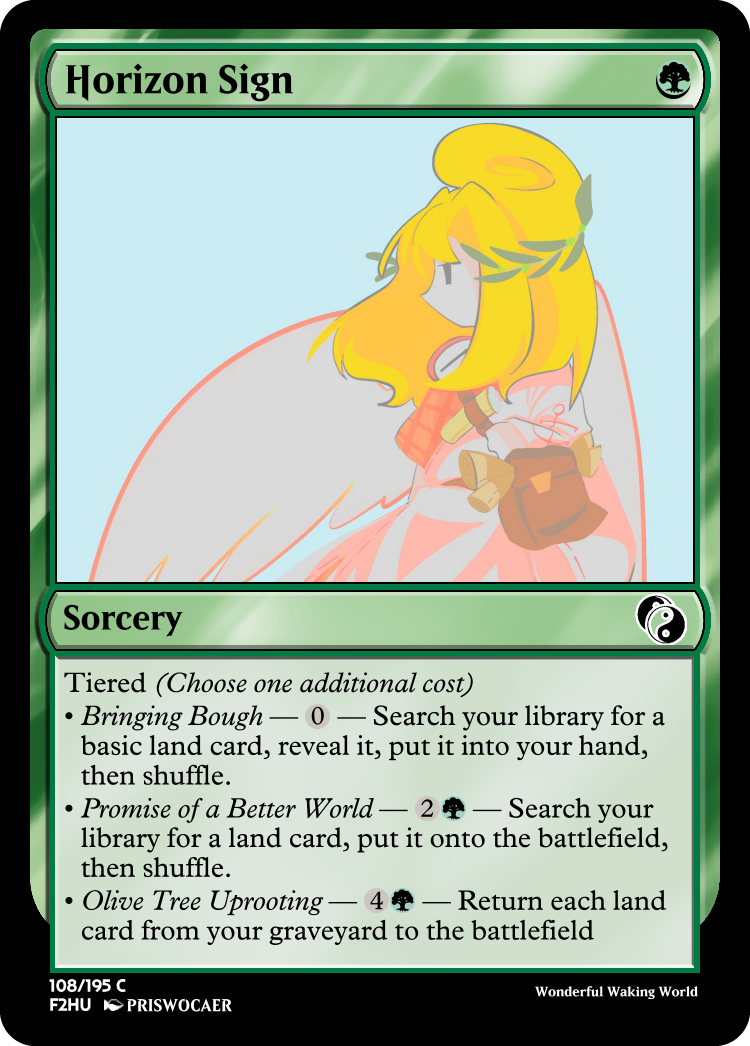 Horizon Sign
Sorcery
Tiered (Choose one additional cost)
• Bringing Bough — 0 — Search your library for a
basic land card, reveal it, put it into your hand,
then shuffle.
• Promise of a Better World — 2 — Search your
library for a land card, put it onto the battlefield,
then shuffle.
• Olive Tree Uprooting — 4 — Return each land
card from your graveyard to the battlefield
108/195 C
F2HU PRISWOCAER
Wonderful Waking World